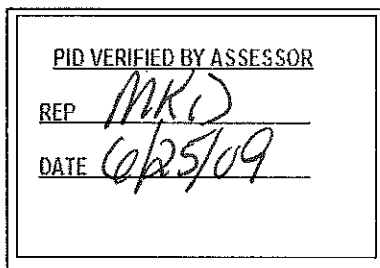 PID VERIFIED BY ASSESSOR
REP MKD
DATE 6/25/09